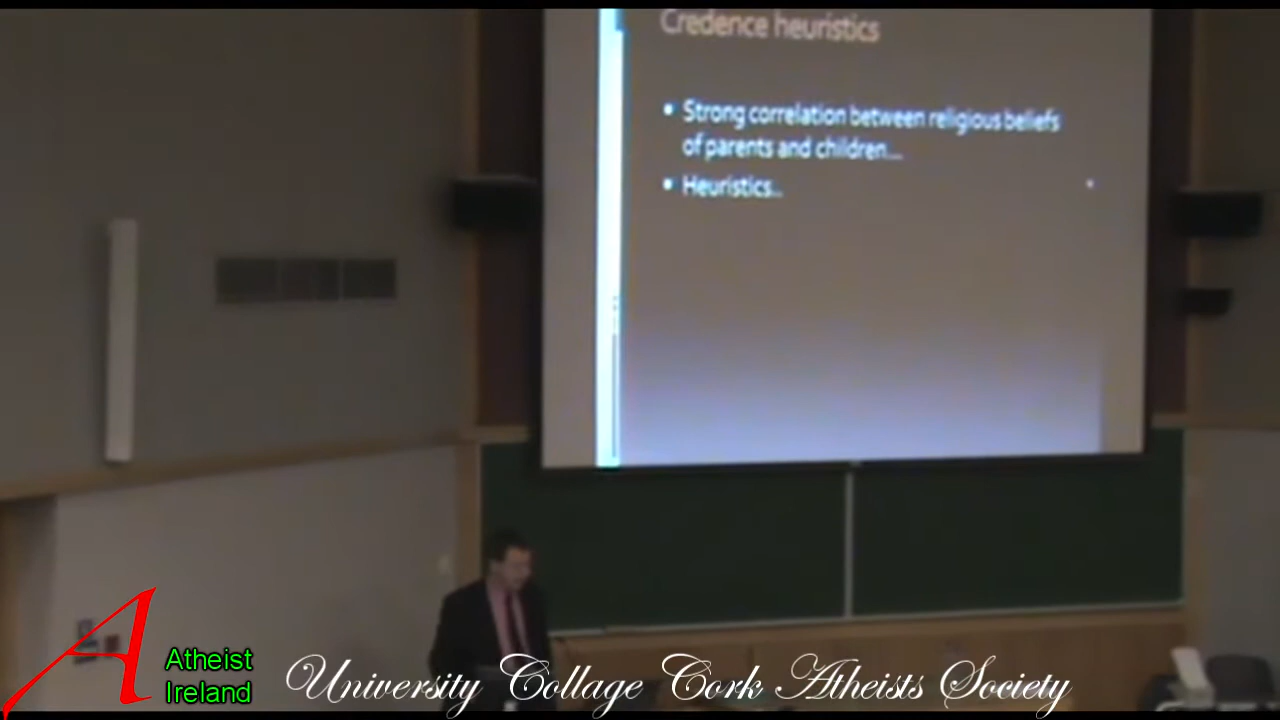 Credence heuristics
• Strong correlation between religious beliefs
of parents and children...
• Heuristics..
Atheist
Ireland
University Collage Cork Atheists Society